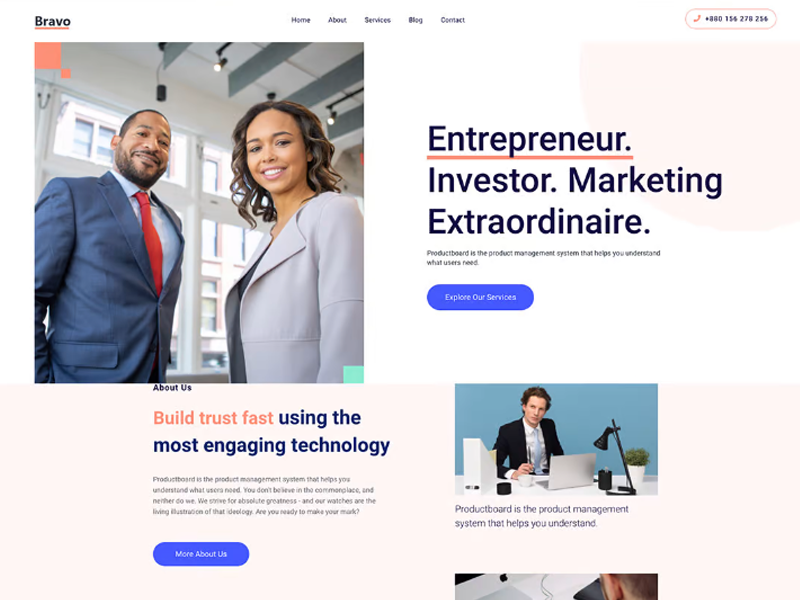 Bravo
Home About Services Blog Contact
+880 156 278 256
Entrepreneur.
Investor. Marketing
Extraordinaire.
Productboard is the product management system that helps you understand
what users need.
Explore Our Services
About Us
Build trust fast using the
most engaging technology
Productboard is the product management system that helps you
understand what users need. You don't believe in the commonplace, and
neither do we. We strive for absolute greatness - and our watches are the
living illustration of that ideology. Are you ready to make your mark?
More About Us
Productboard is the product management
system that helps you understand.